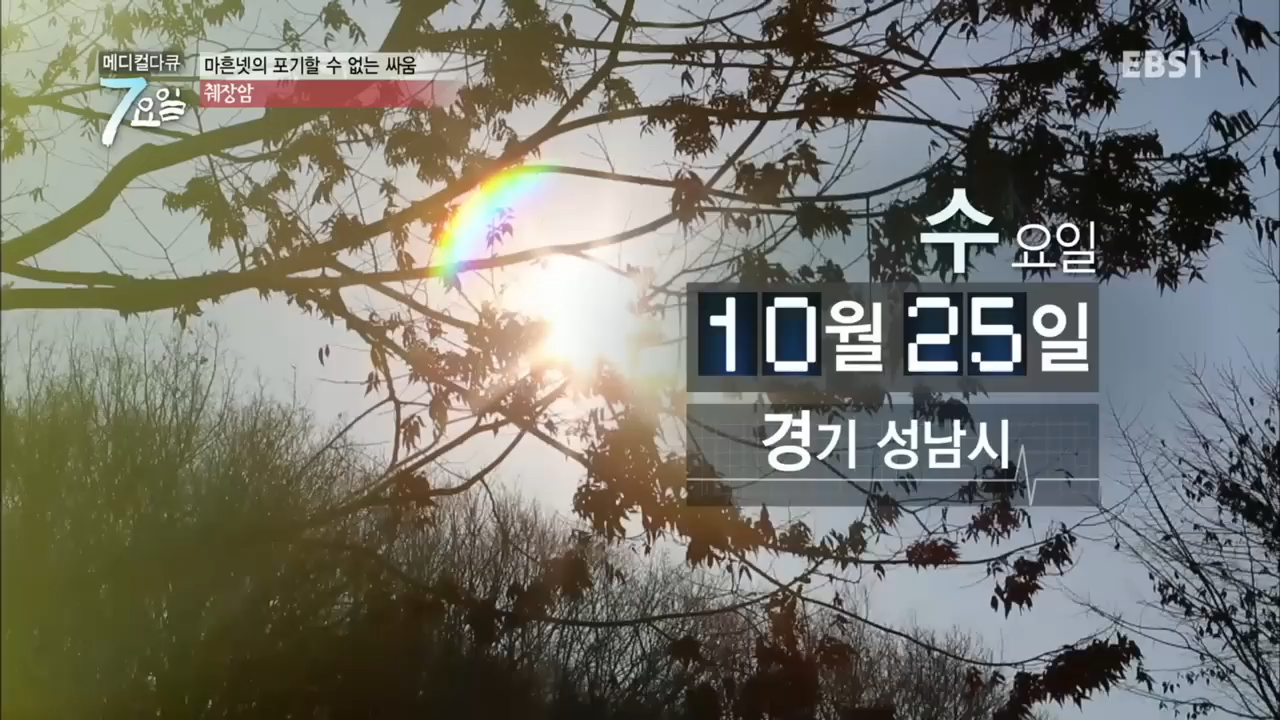 메디컬다큐
7요일
마흔넷의 포기할 수 없는 싸움
췌장암
EBS1
수요일
10월 25일
경기 성남시